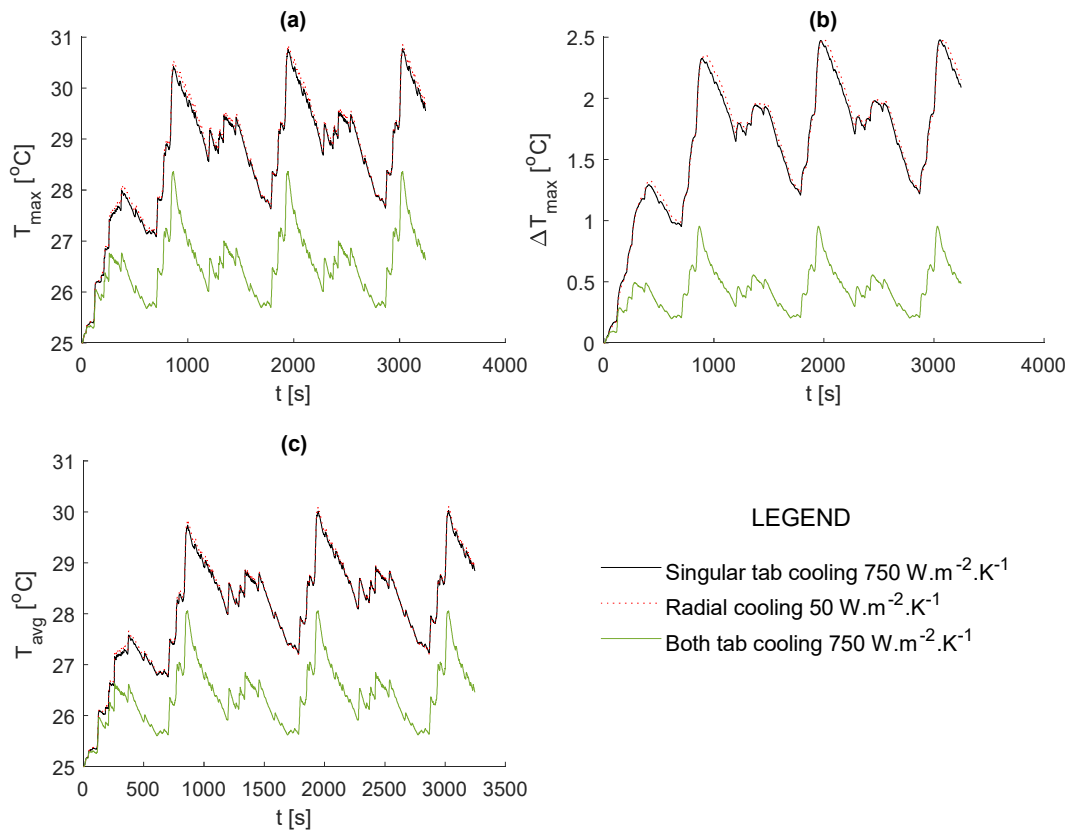 (a)
31
30
29
28
27
26
25
T_max [°C]
0 1000 2000 3000 4000
t [s]
(b)
2.5
2
1.5
1
0.5
0
ΔT_max [°C]
0 1000 2000 3000 4000
t [s]
(c)
31
30
29
28
27
26
25
T_avg [°C]
0 500 1000 1500 2000 2500 3000 3500
t [s]
LEGEND
Singular tab cooling 750 W.m⁻².K⁻¹
Radial cooling 50 W.m⁻².K⁻¹
Both tab cooling 750 W.m⁻².K⁻¹